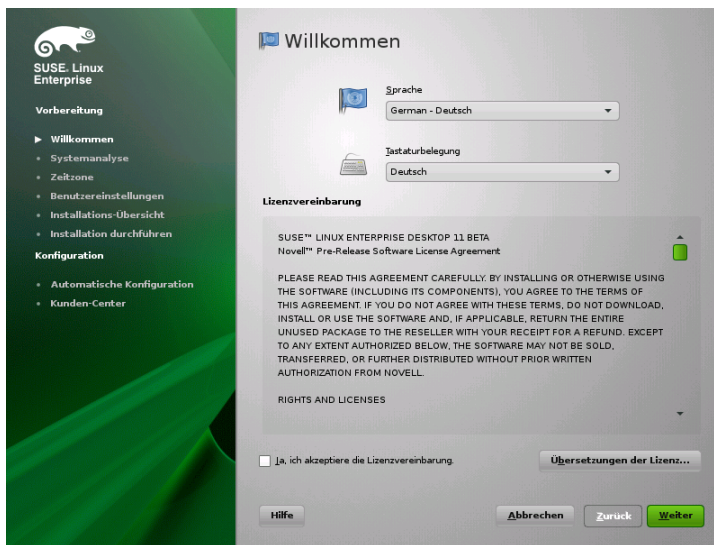 SUSE. Linux
Enterprise
Vorbereitung
Willkommen
Systemanalyse
Zeitzone
Benutzereinstellungen
Installations-Übersicht
Installation durchführen
Konfiguration
Automatische Konfiguration
Kunden-Center
Willkommen
Sprache
German - Deutsch
Tastaturbelegung
Deutsch
Lizenzvereinbarung
SUSE™ LINUX ENTERPRISE DESKTOP 11 BETA
Novell™ Pre-Release Software License Agreement
PLEASE READ THIS AGREEMENT CAREFULLY. BY INSTALLING OR OTHERWISE USING
THE SOFTWARE (INCLUDING ITS COMPONENTS), YOU AGREE TO THE TERMS OF
THIS AGREEMENT. IF YOU DO NOT AGREE WITH THESE TERMS, DO NOT DOWNLOAD,
INSTALL OR USE THE SOFTWARE AND, IF APPLICABLE, RETURN THE ENTIRE
UNUSED PACKAGE TO THE RESELLER WITH YOUR RECEIPT FOR A REFUND. EXCEPT
TO ANY EXTENT AUTHORIZED BELOW, THE SOFTWARE MAY NOT BE SOLD,
TRANSFERRED, OR FURTHER DISTRIBUTED WITHOUT PRIOR WRITTEN
AUTHORIZATION FROM NOVELL.
RIGHTS AND LICENSES
Ja, ich akzeptiere die Lizenzvereinbarung.
Übersetzungen der Lizenz...
Hilfe
Abbrechen
Zurück
Weiter